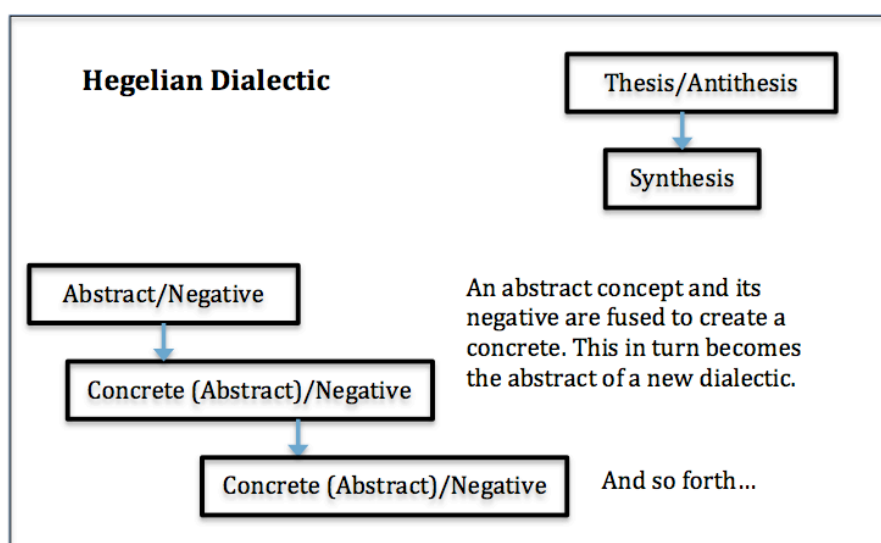 Hegelian Dialectic
Thesis/Antithesis
Synthesis
Abstract/Negative
An abstract concept and its
negative are fused to create a
concrete. This in turn becomes
the abstract of a new dialectic.
Concrete (Abstract)/Negative
Concrete (Abstract)/Negative
And so forth…